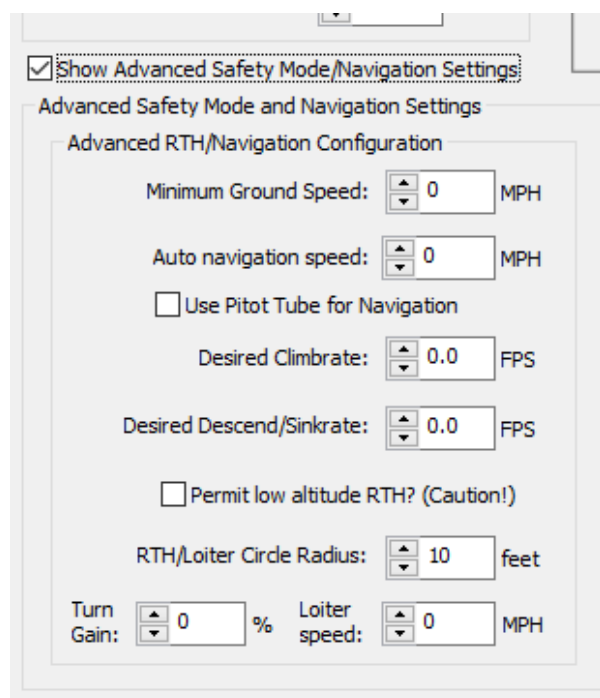 Show Advanced Safety Mode/Navigation Settings
Advanced Safety Mode and Navigation Settings
Advanced RTH/Navigation Configuration
Minimum Ground Speed: 0 MPH
Auto navigation speed: 0 MPH
Use Pitot Tube for Navigation
Desired Climbrate: 0.0 FPS
Desired Descend/Sinkrate: 0.0 FPS
Permit low altitude RTH? (Caution!)
RTH/Loiter Circle Radius: 10 feet
Turn Gain: 0 % Loiter speed: 0 MPH